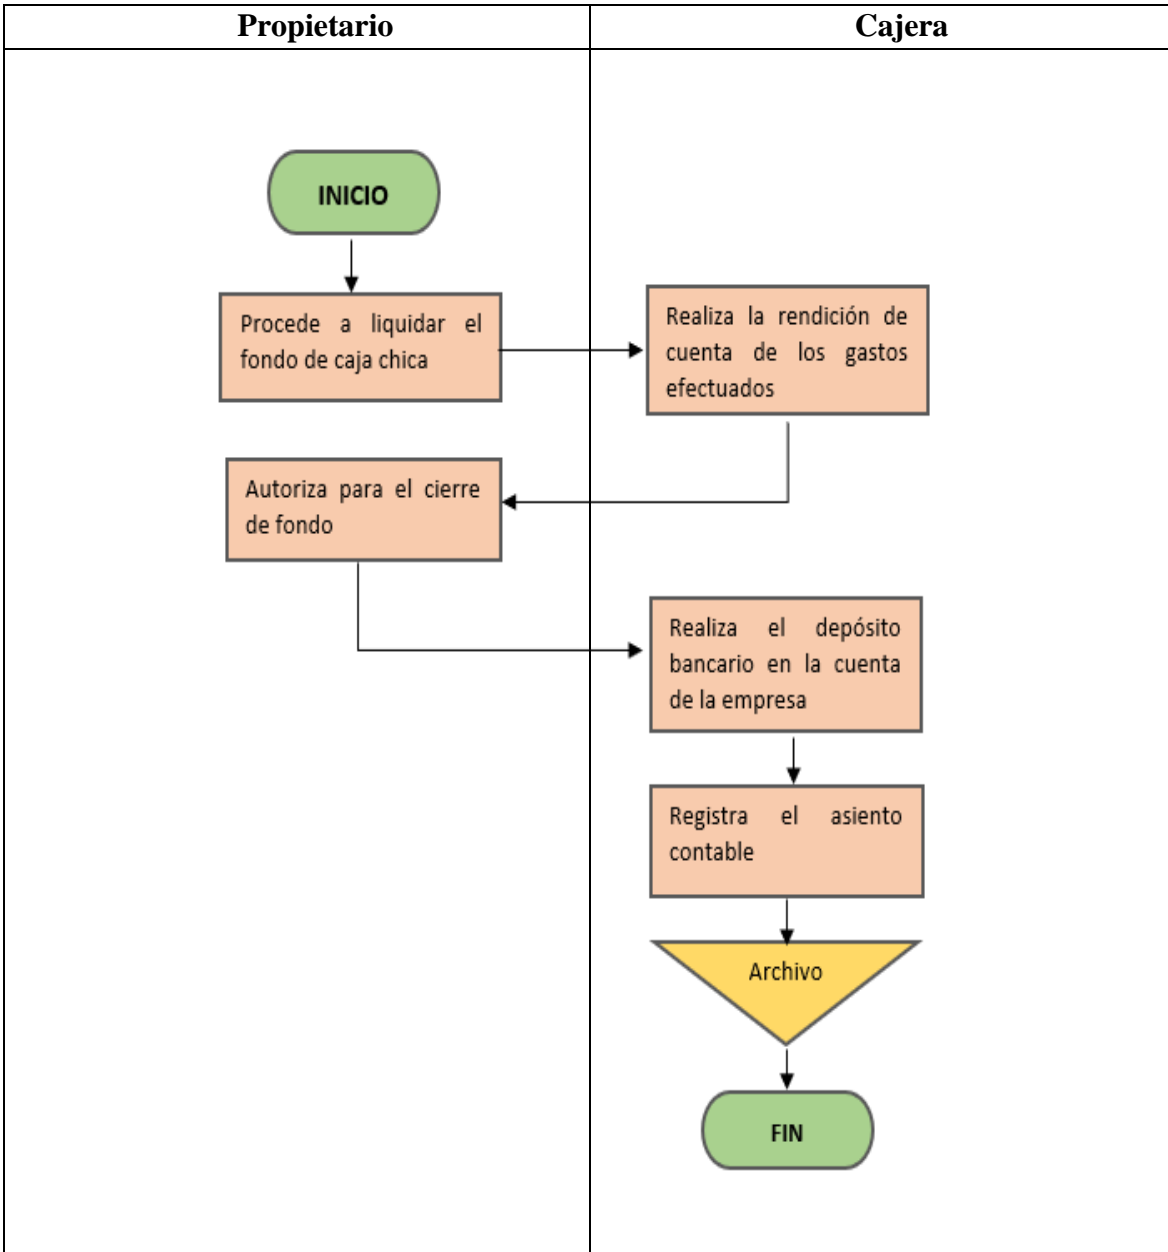 Propietario
Cajera
INICIO
Procede a liquidar el
fondo de caja chica
Realiza la rendición de
cuenta de los gastos
efectuados
Autoriza para el cierre
de fondo
Realiza el depósito
bancario en la cuenta
de la empresa
Registra el asiento
contable
Archivo
FIN